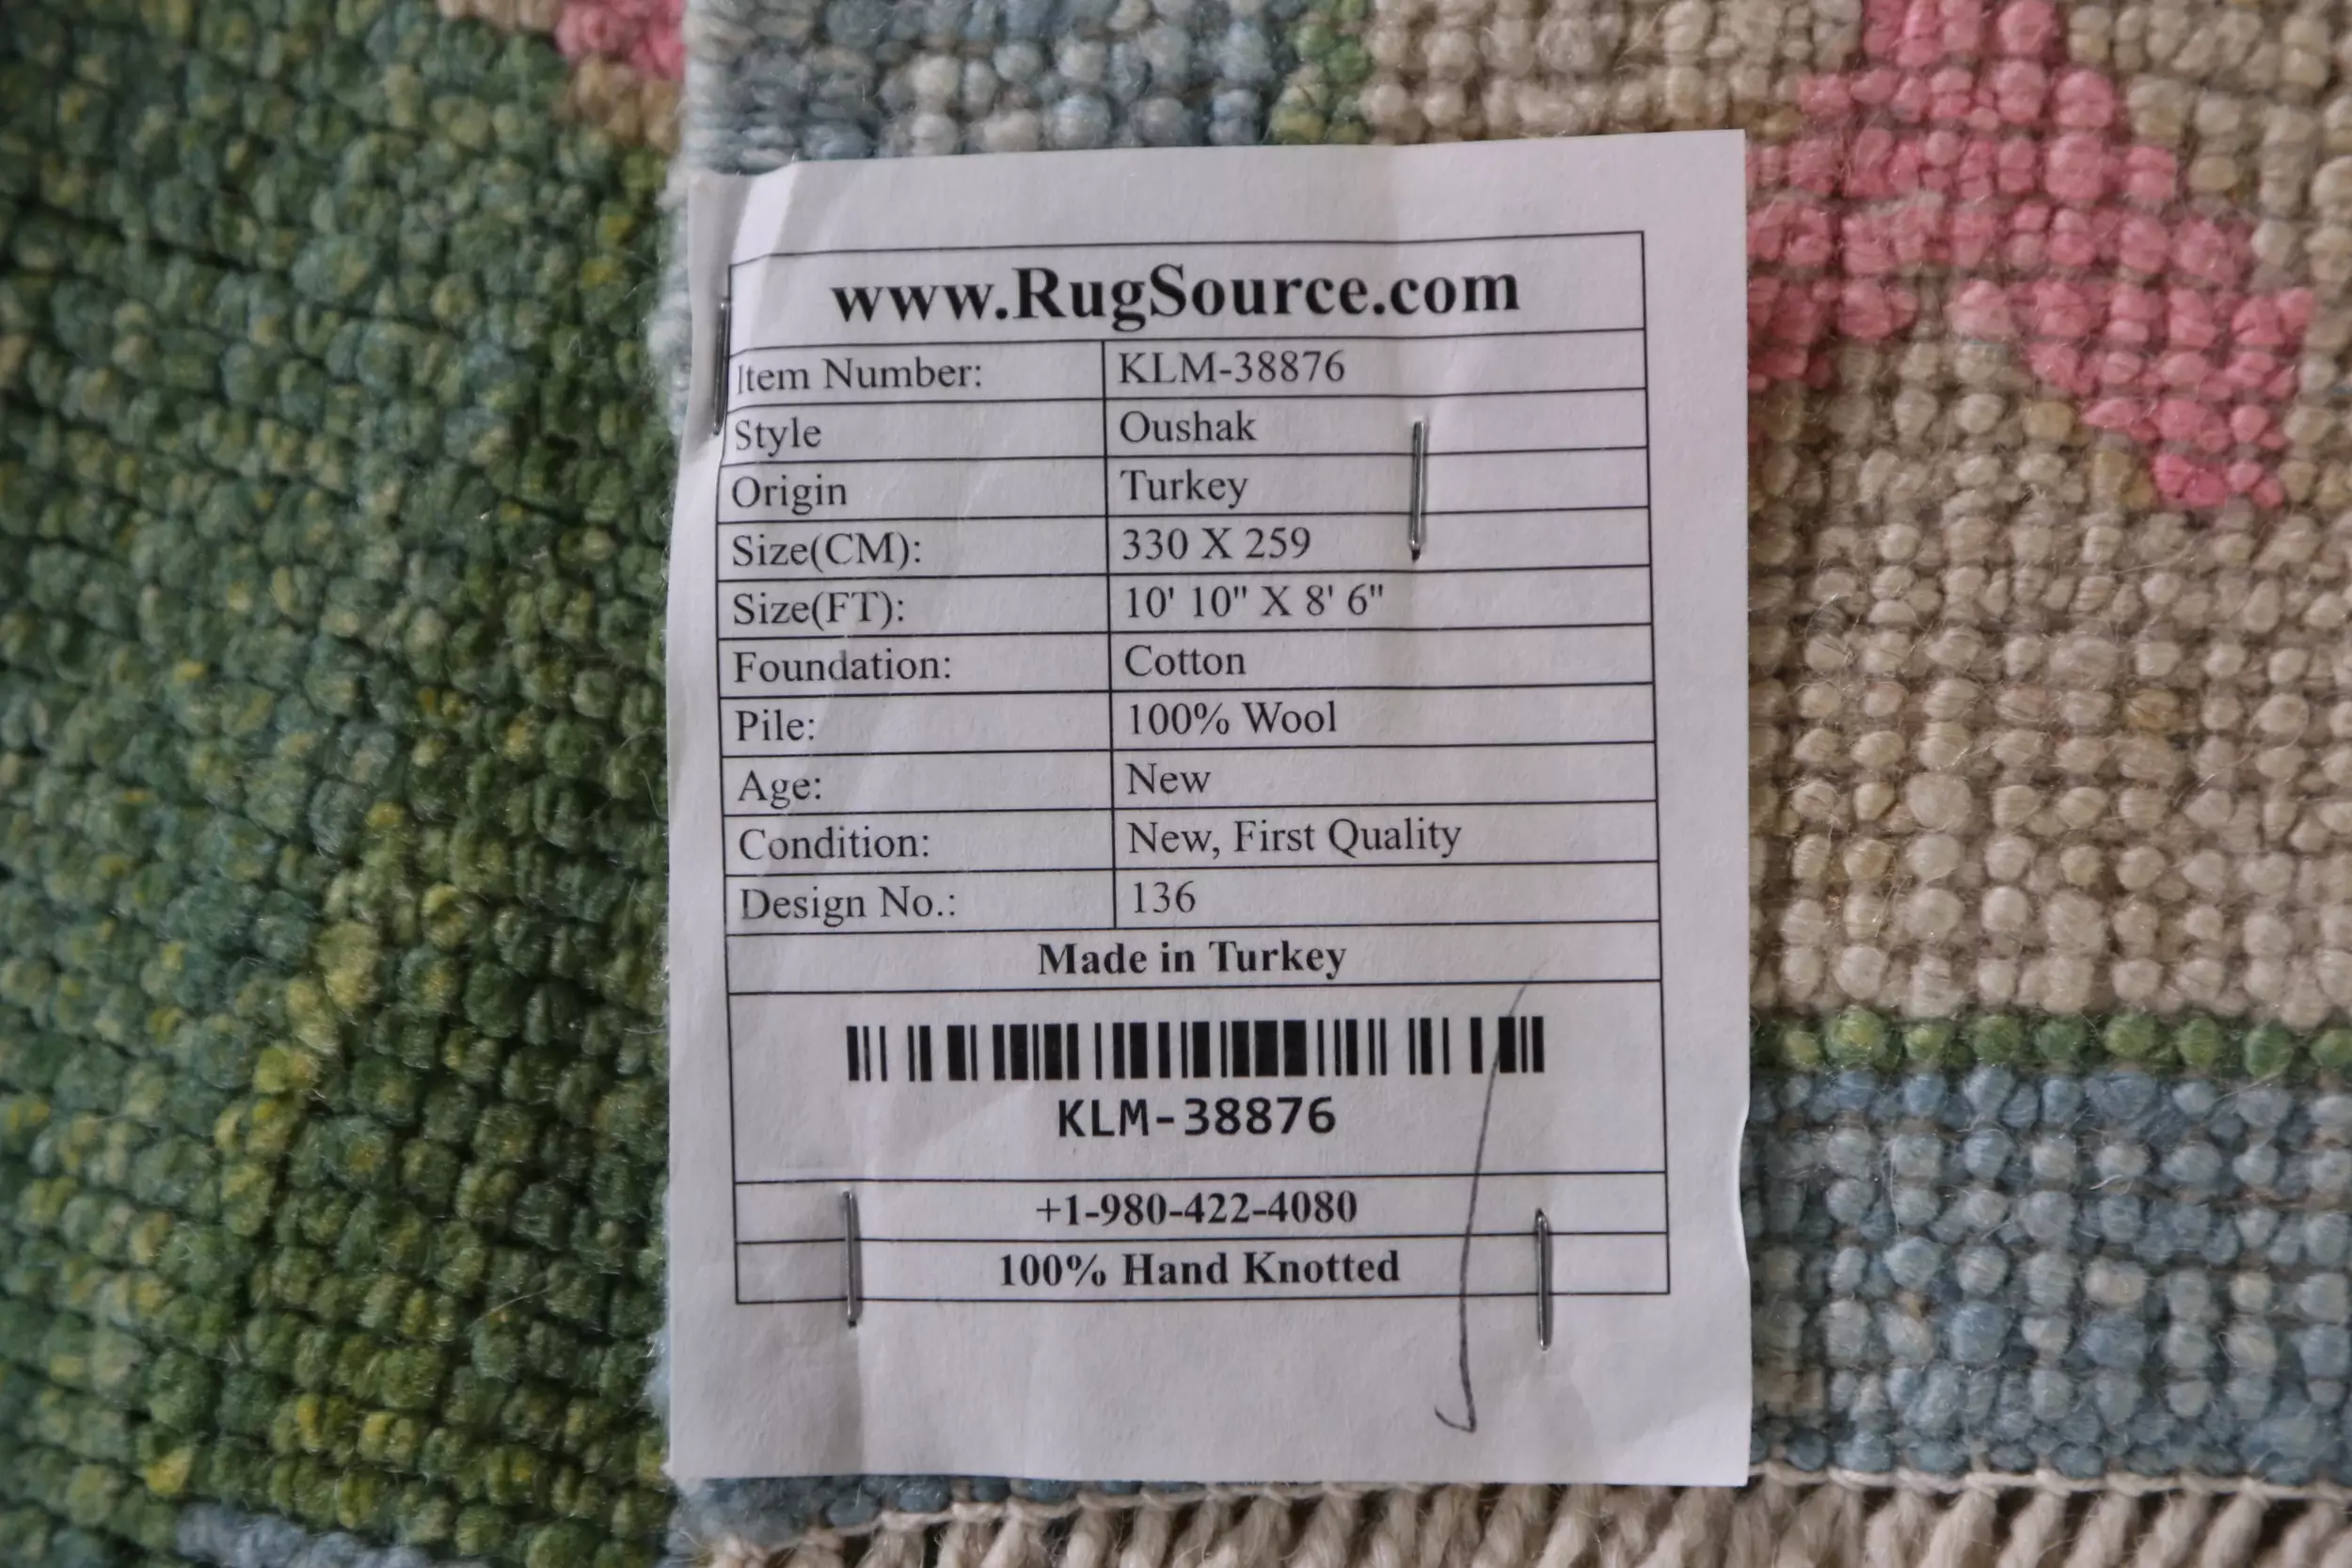 www.RugSource.com
Item Number: KLM-38876
Style Oushak
Origin Turkey
Size(CM): 330 X 259
Size(FT): 10' 10" X 8' 6"
Foundation: Cotton
Pile: 100% Wool
Age: New
Condition: New, First Quality
Design No.: 136
Made in Turkey
KLM-38876
+1-980-422-4080
100% Hand Knotted